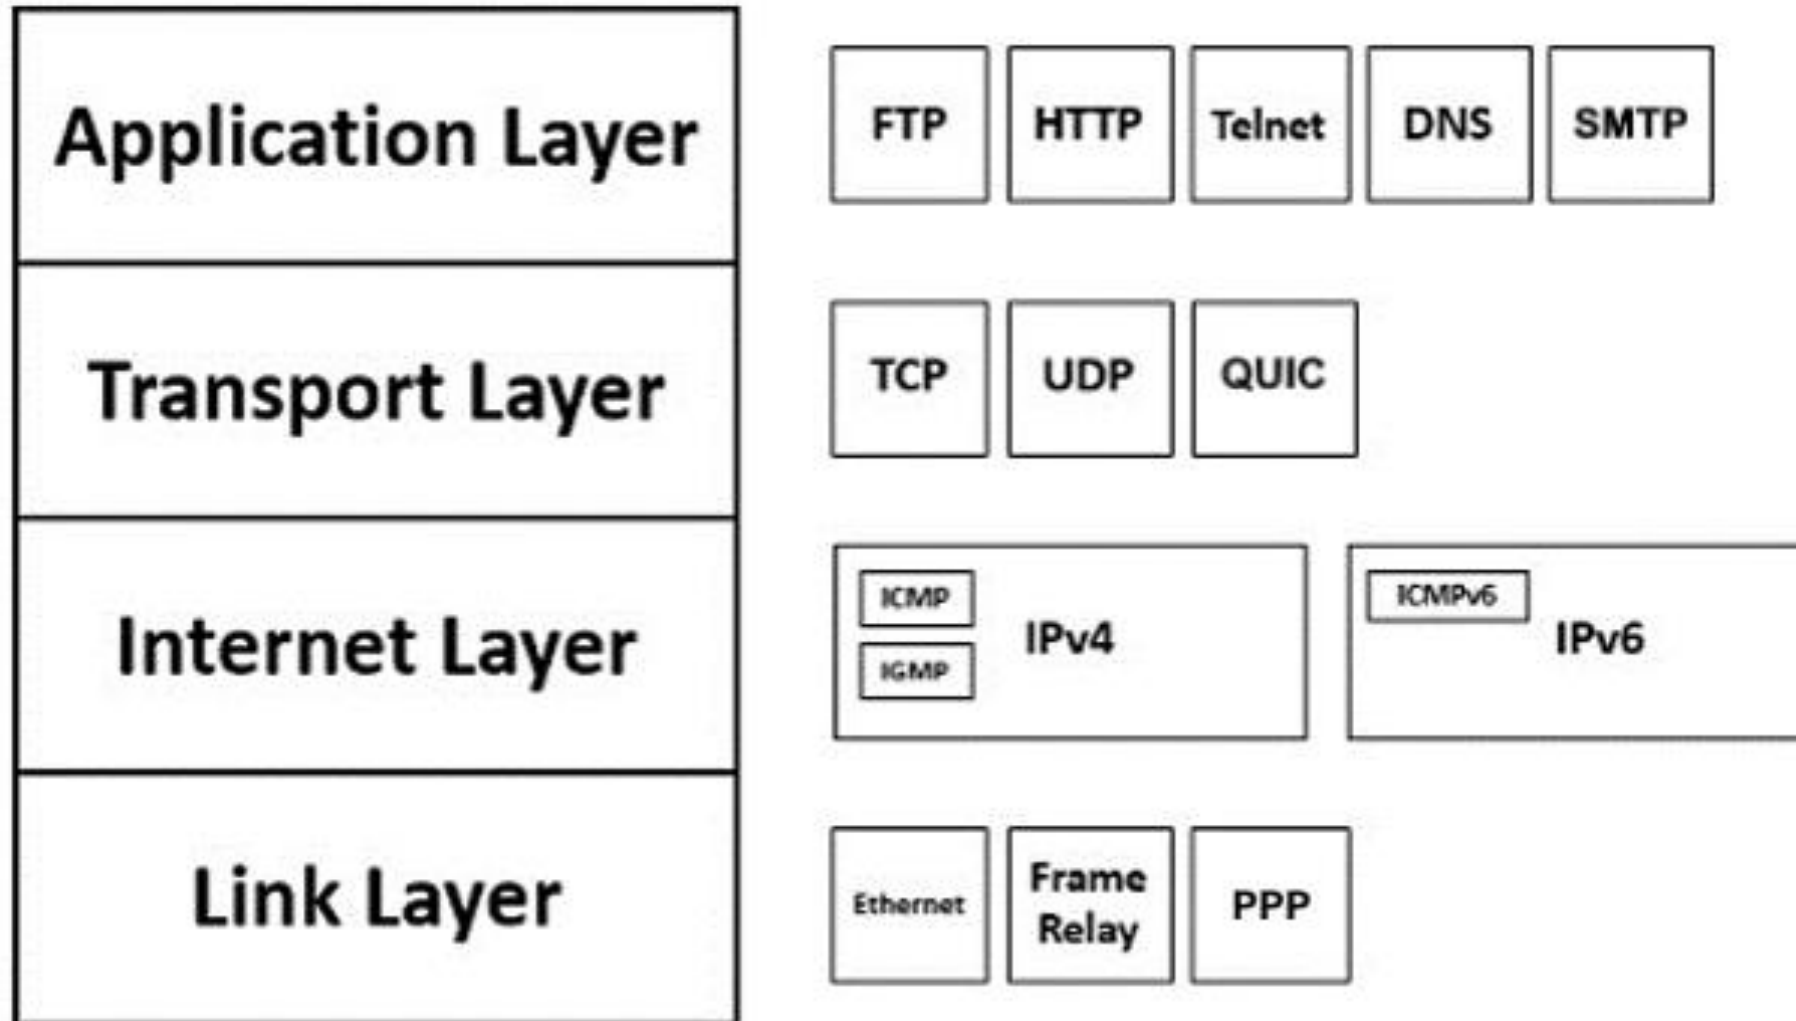 Application Layer
FTP HTTP Telnet DNS SMTP
Transport Layer
TCP UDP QUIC
Internet Layer
ICMP
IGMP
IPv4
ICMPv6
IPv6
Link Layer
Ethernet
Frame
Relay
PPP